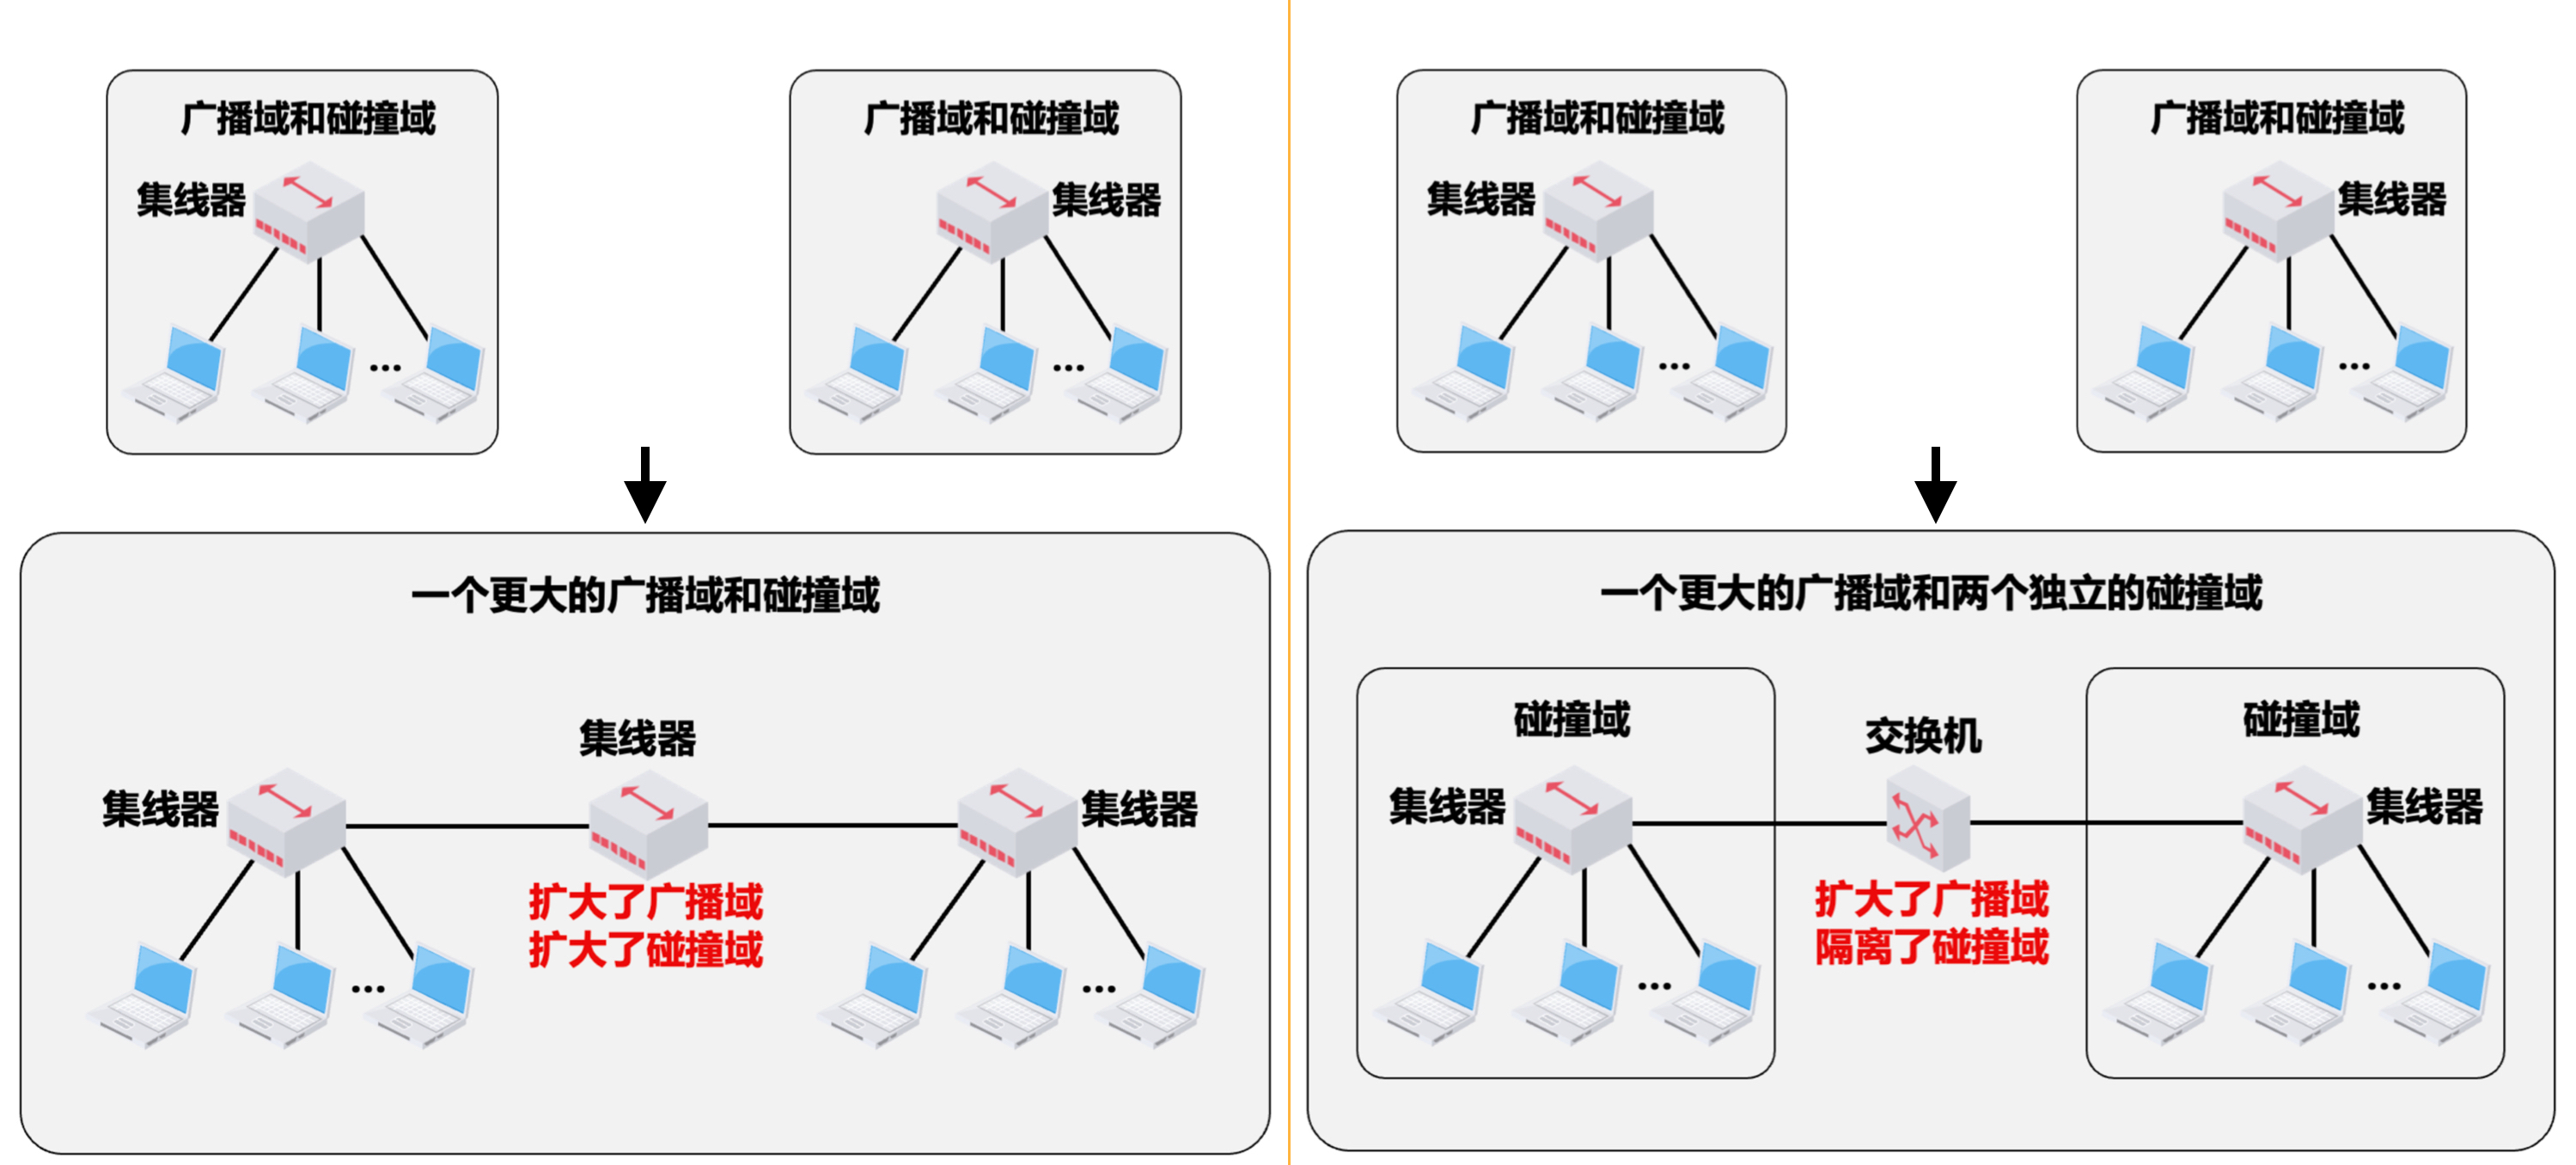 广播域和碰撞域
集线器
...
广播域和碰撞域
集线器
...
一个更大的广播域和碰撞域
集线器
集线器
集线器
扩大了广播域
扩大了碰撞域
...
...
广播域和碰撞域
集线器
...
广播域和碰撞域
集线器
...
一个更大的广播域和两个独立的碰撞域
碰撞域
集线器
...
交换机
扩大了广播域
隔离了碰撞域
碰撞域
集线器
...